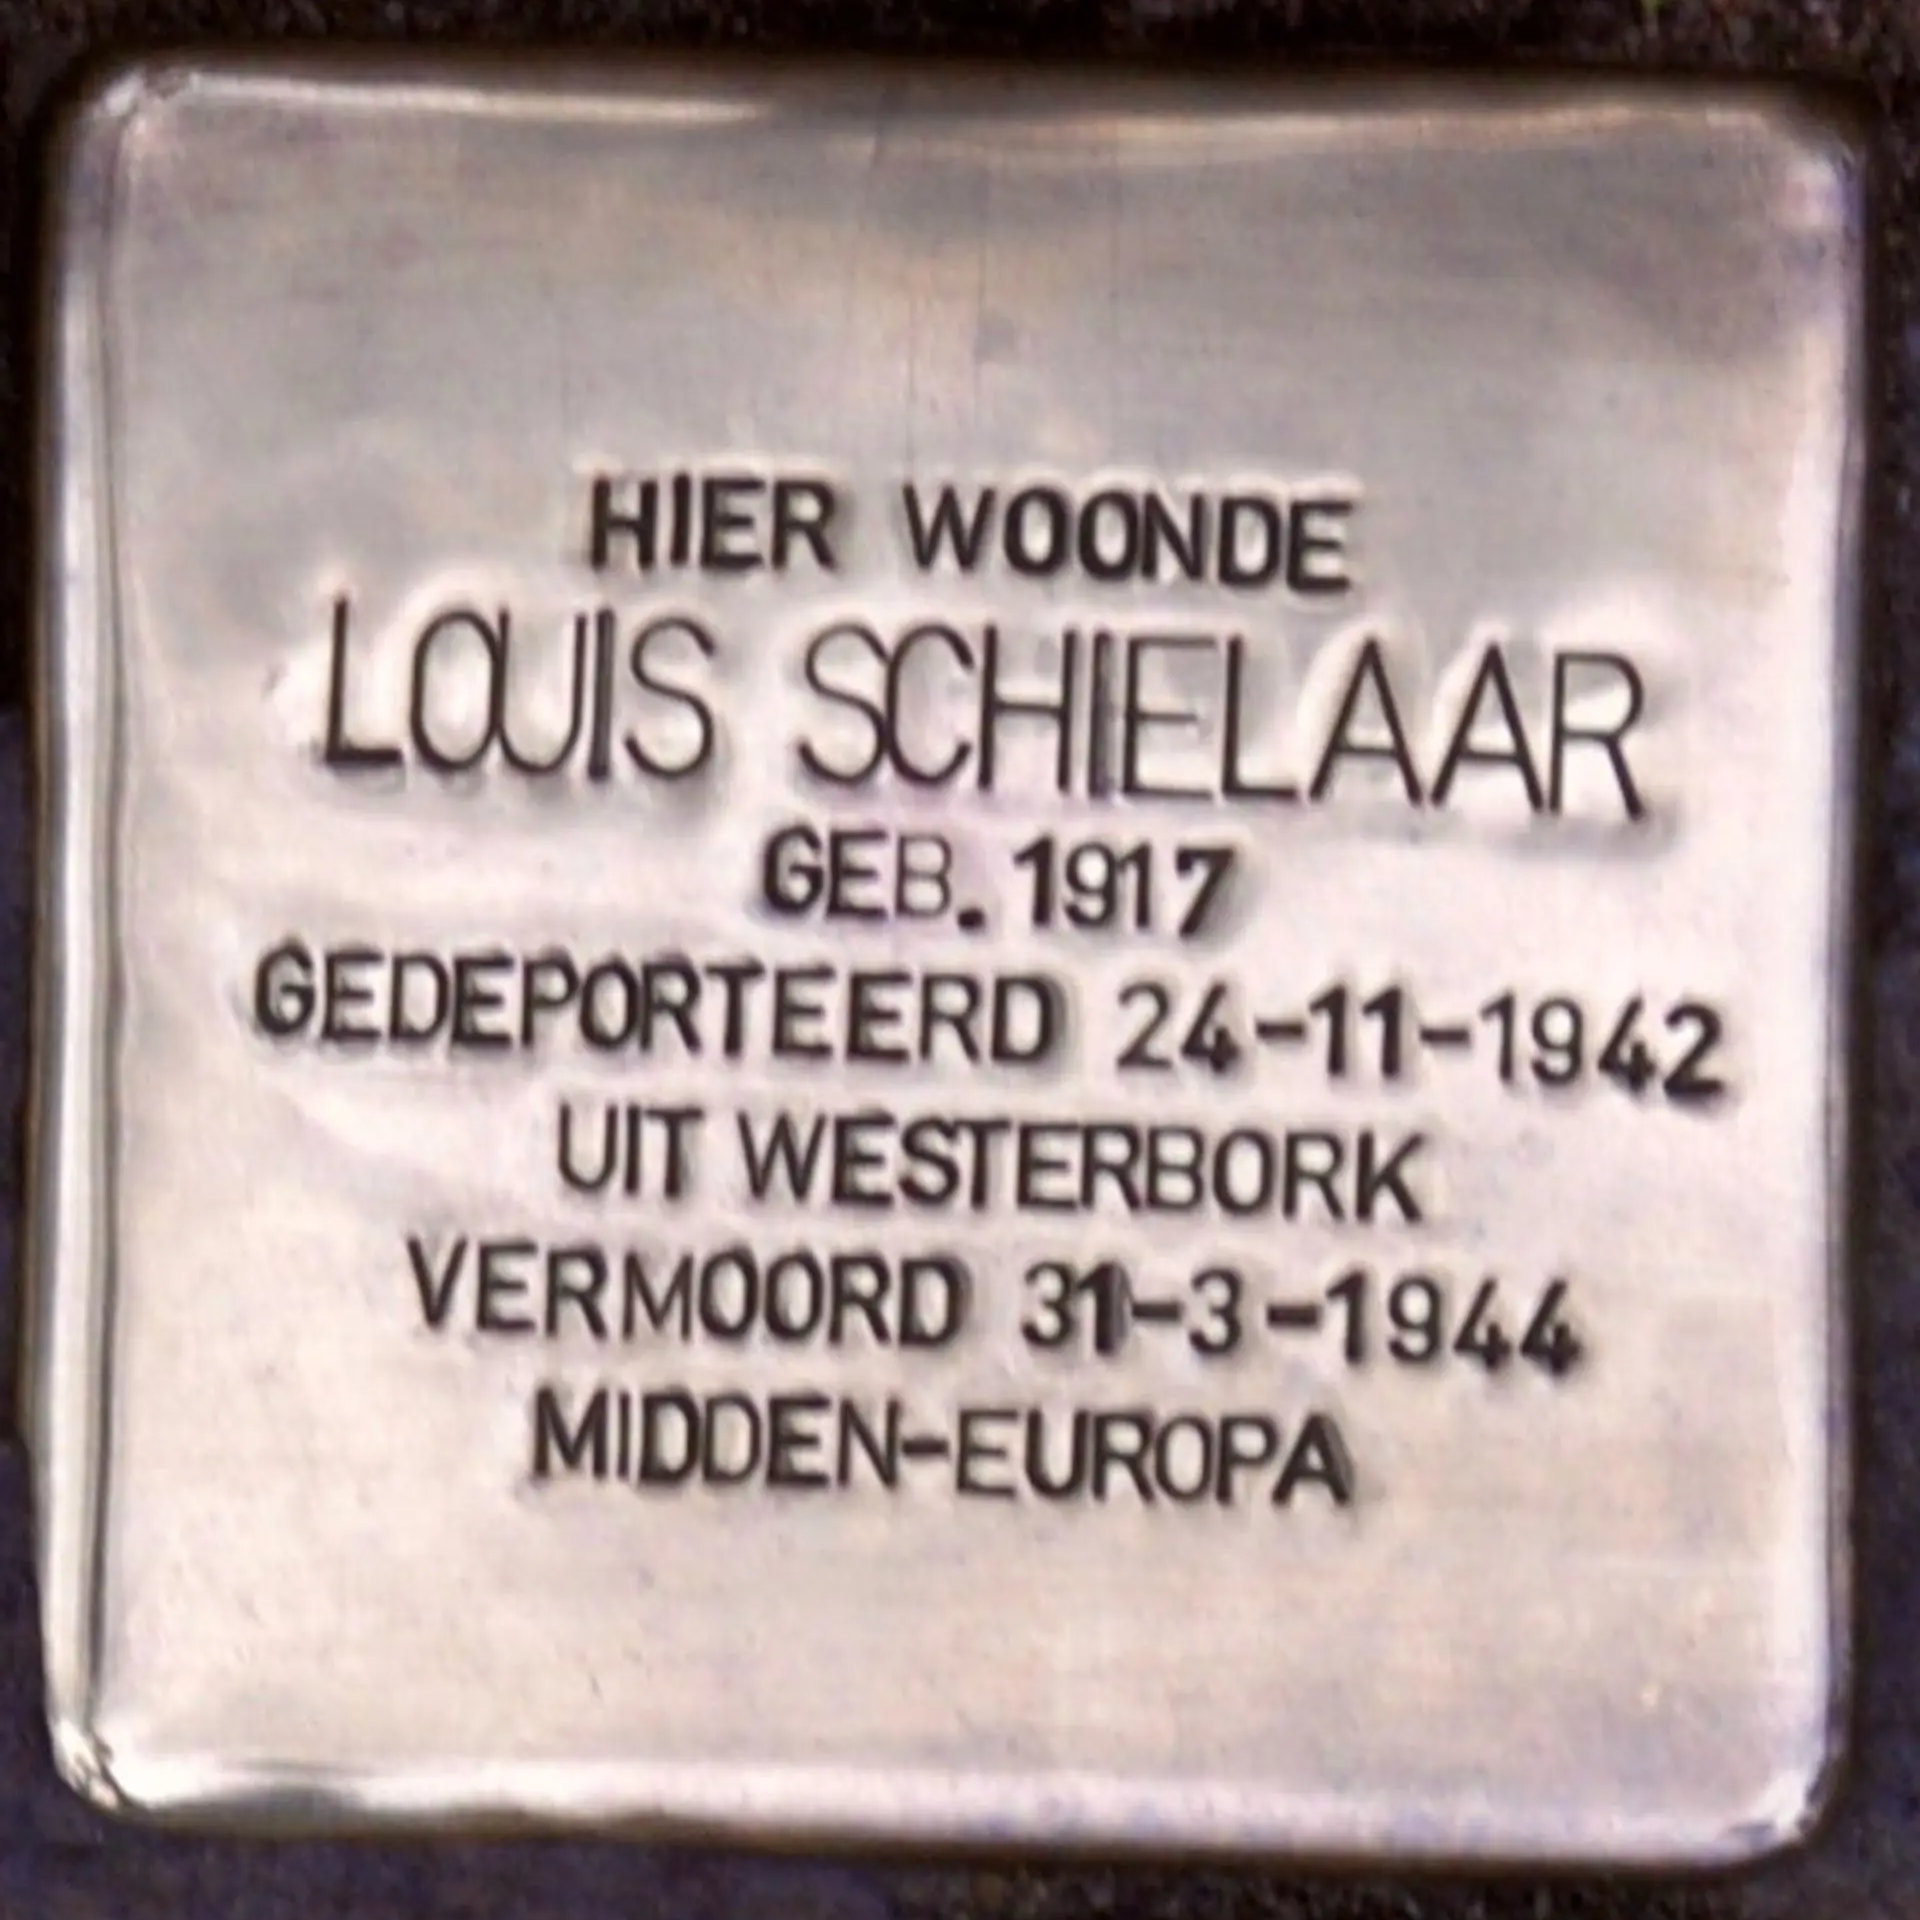 HIER WOONDE
LOUIS SCHIELAAR
GEB. 1917
GEDEPORTEERD 24-11-1942
UIT WESTERBORK
VERMOORD 31-3-1944
MIDDEN-EUROPA